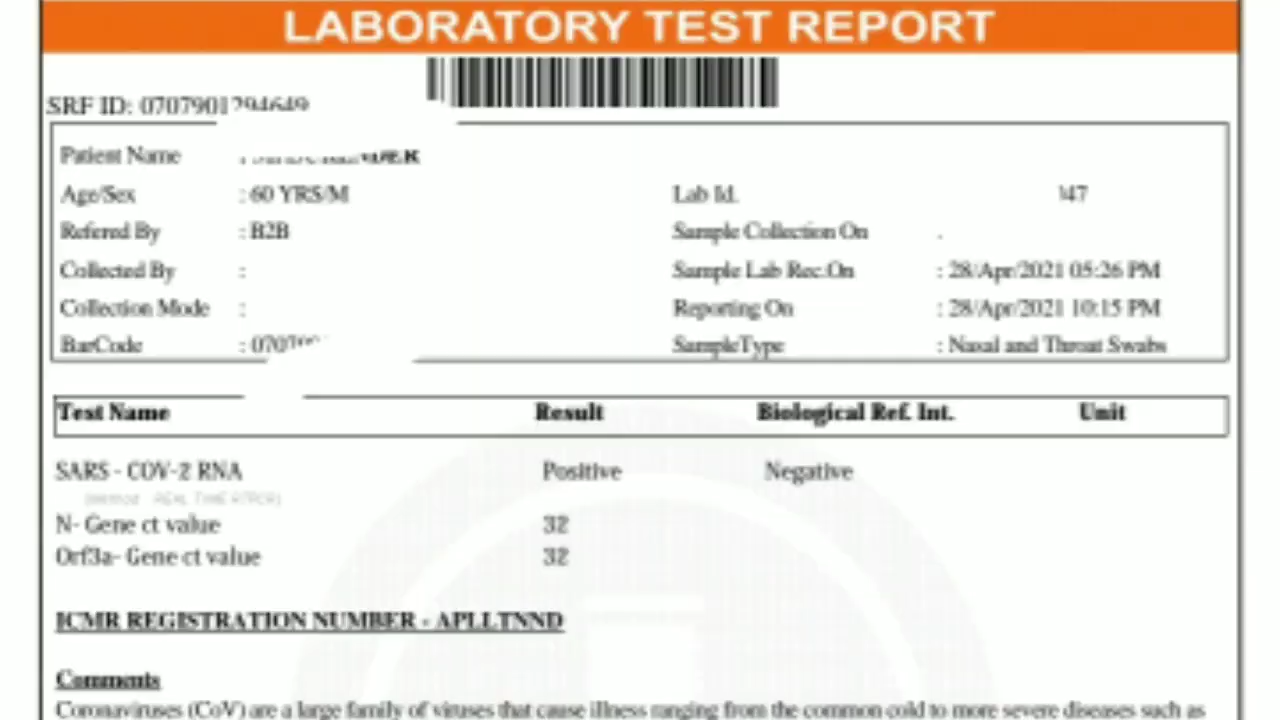 LABORATORY TEST REPORT
SRF ID: 0707901294649
Patient Name
Age/Sex : 60 YRS/M Lab Id. 47
Refered By : B2B Sample Collection On
Collected By : Sample Lab Rec.On : 28/Apr/2021 05:26 PM
Collection Mode : Reporting On : 28/Apr/2021 10:15 PM
BarCode : SampleType : Nasal and Throat Swabs
Test Name Result Biological Ref. Int. Unit
SARS - COV-2 RNA Positive Negative
N- Gene ct value 32
Orf3a- Gene ct value 32
ICMR REGISTRATION NUMBER - APLLTNND
Comments
Coronaviruses (CoV) are a large family of viruses that cause illness ranging from the common cold to more severe diseases such as